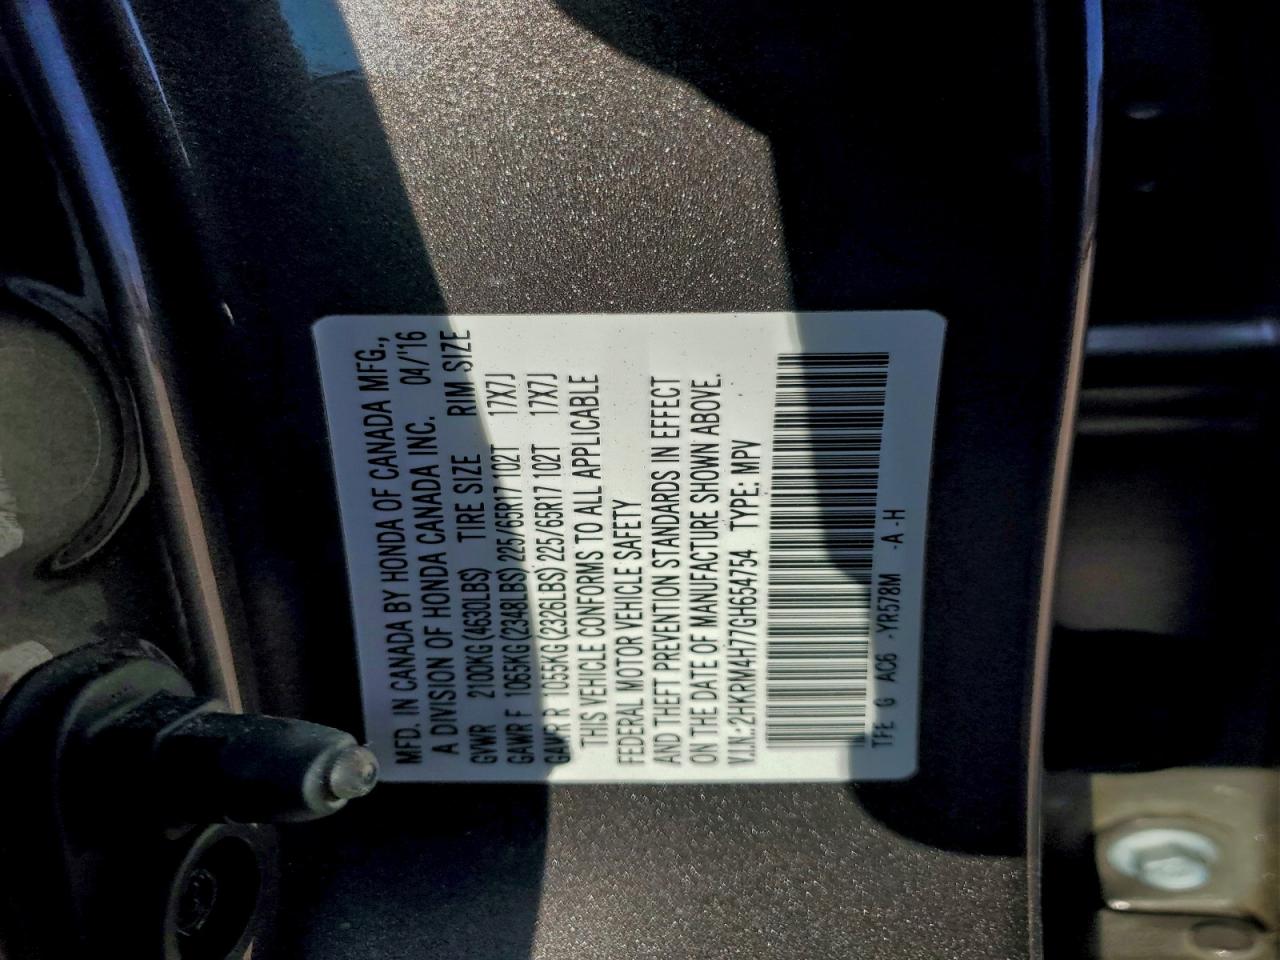 MFD. IN CANADA BY HONDA OF CANADA MFG.,
A DIVISION OF HONDA CANADA INC. 04/'16
GVWR 2100KG (4630LBS) TIRE SIZE RIM SIZE
GAWR F 1065KG (2348LBS) 225/65R17 102T 17X7J
GAWR R 1055KG (2326LBS) 225/65R17 102T 17X7J
THIS VEHICLE CONFORMS TO ALL APPLICABLE
FEDERAL MOTOR VEHICLE SAFETY
AND THEFT PREVENTION STANDARDS IN EFFECT
ON THE DATE OF MANUFACTURE SHOWN ABOVE.
V.I.N.:2HKRM4H777GH654754 TYPE: MPV
TFE G AC6 -YR578M -A -H